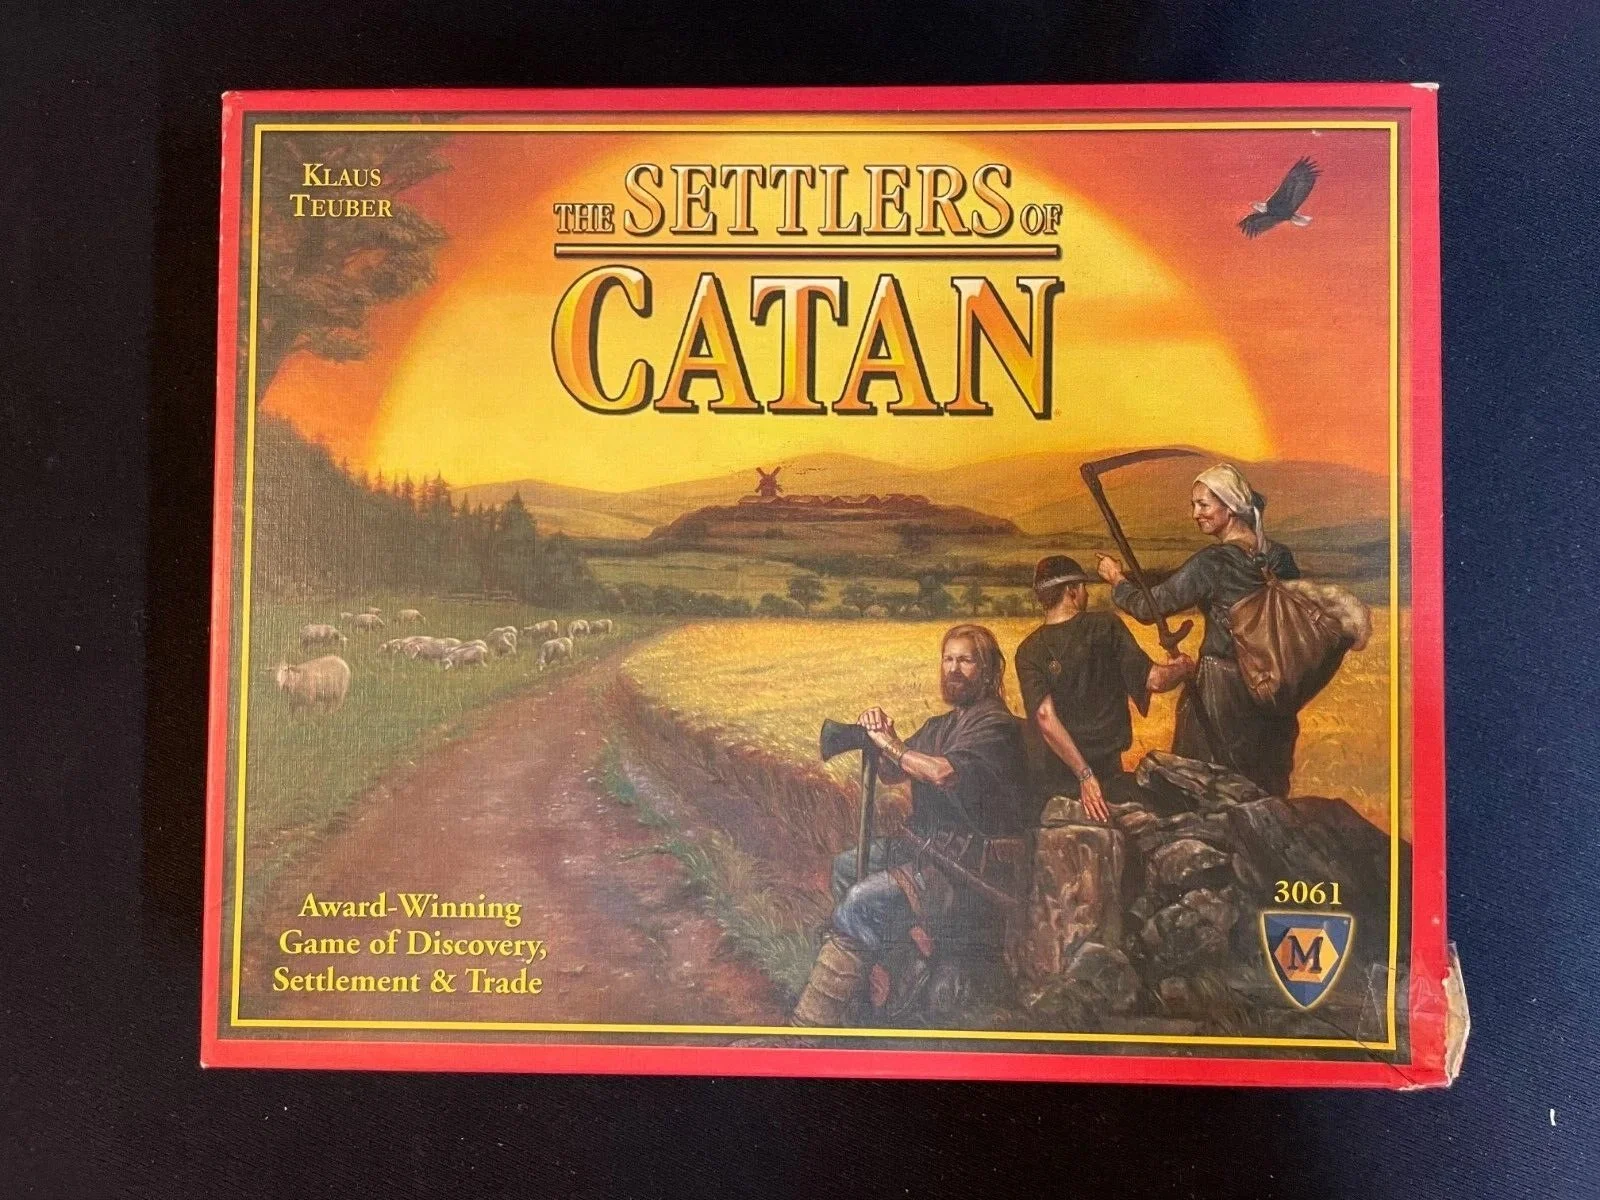 KLAUS
TEUBER
THE SETTLERS OF
CATAN
Award-Winning
Game of Discovery,
Settlement & Trade
3061
M